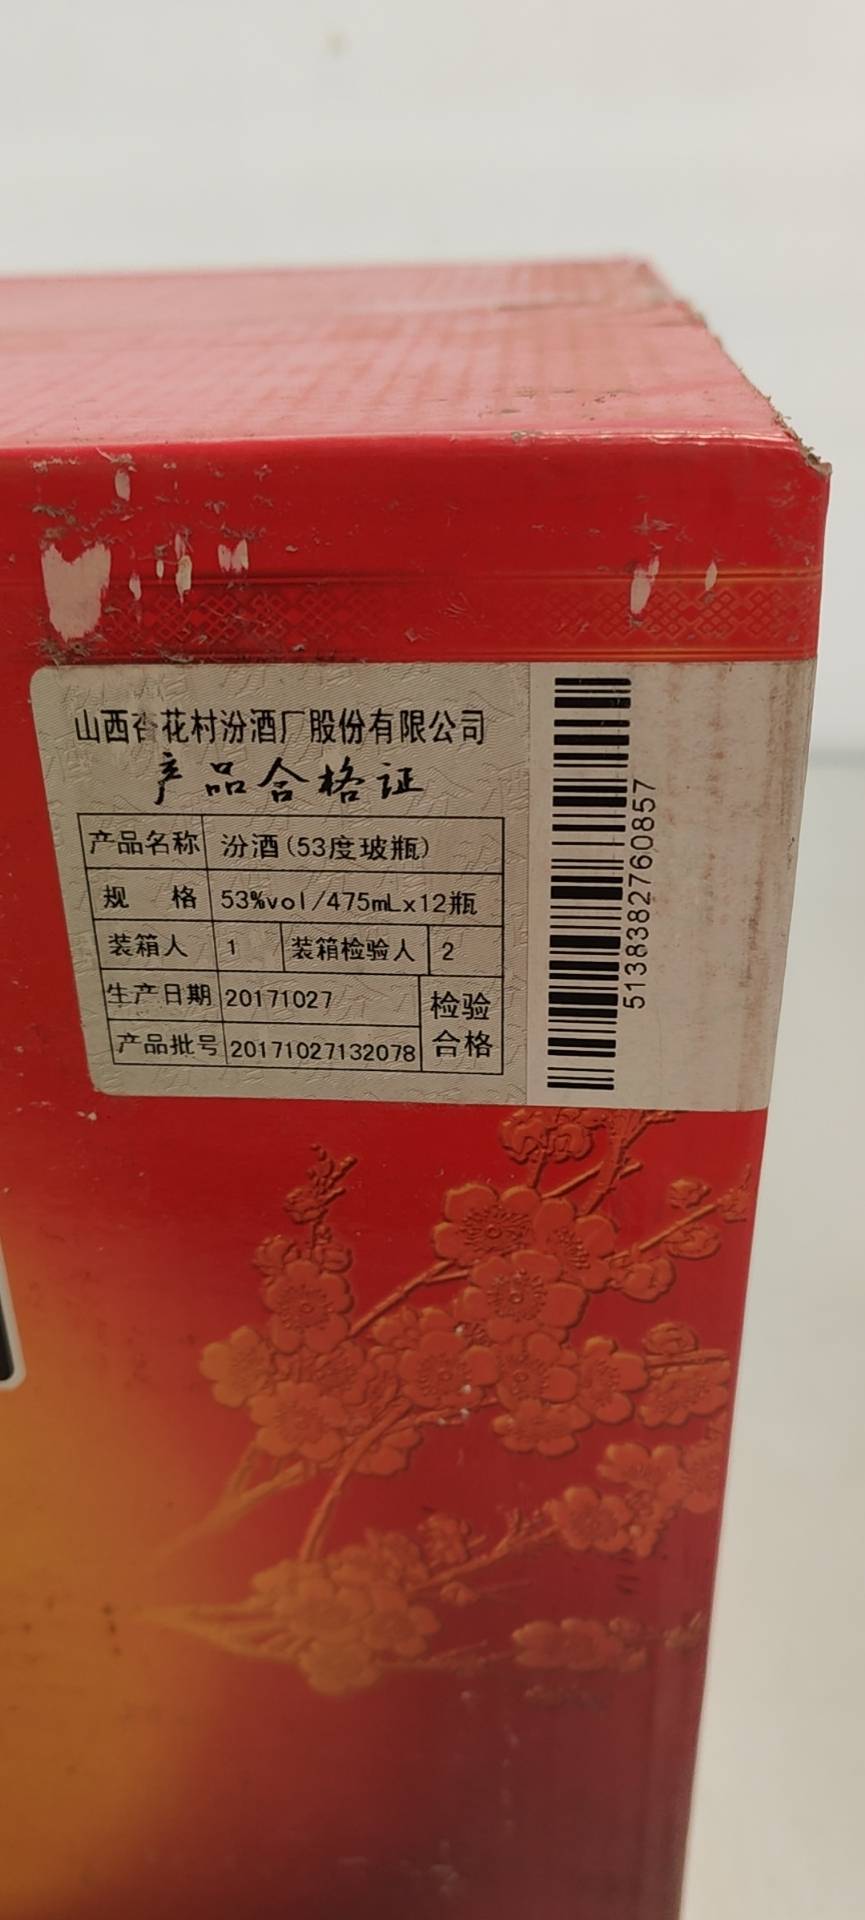 山西杏花村汾酒厂股份有限公司
产品合格证
产品名称 汾酒(53度玻瓶)
规 格 53%vol/475mLx12瓶
装箱人 1 装箱检验人 2
生产日期 20171027 检验
产品批号 20171027132078 合格
5138382760857